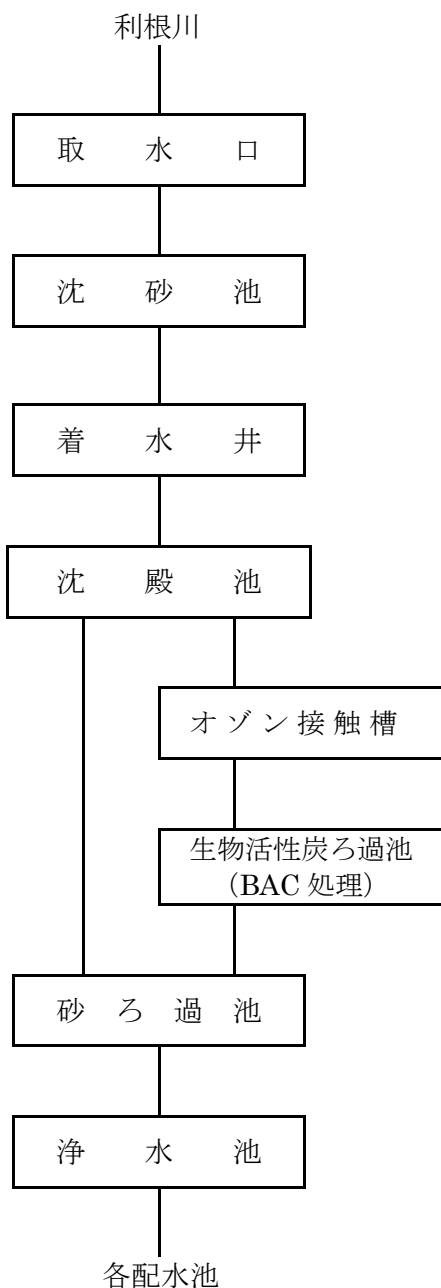 利根川
取水口
沈砂池
着水井
沈殿池
オゾン接触槽
生物活性炭ろ過池
（BAC 処理）
砂ろ過池
浄水池
各配水池